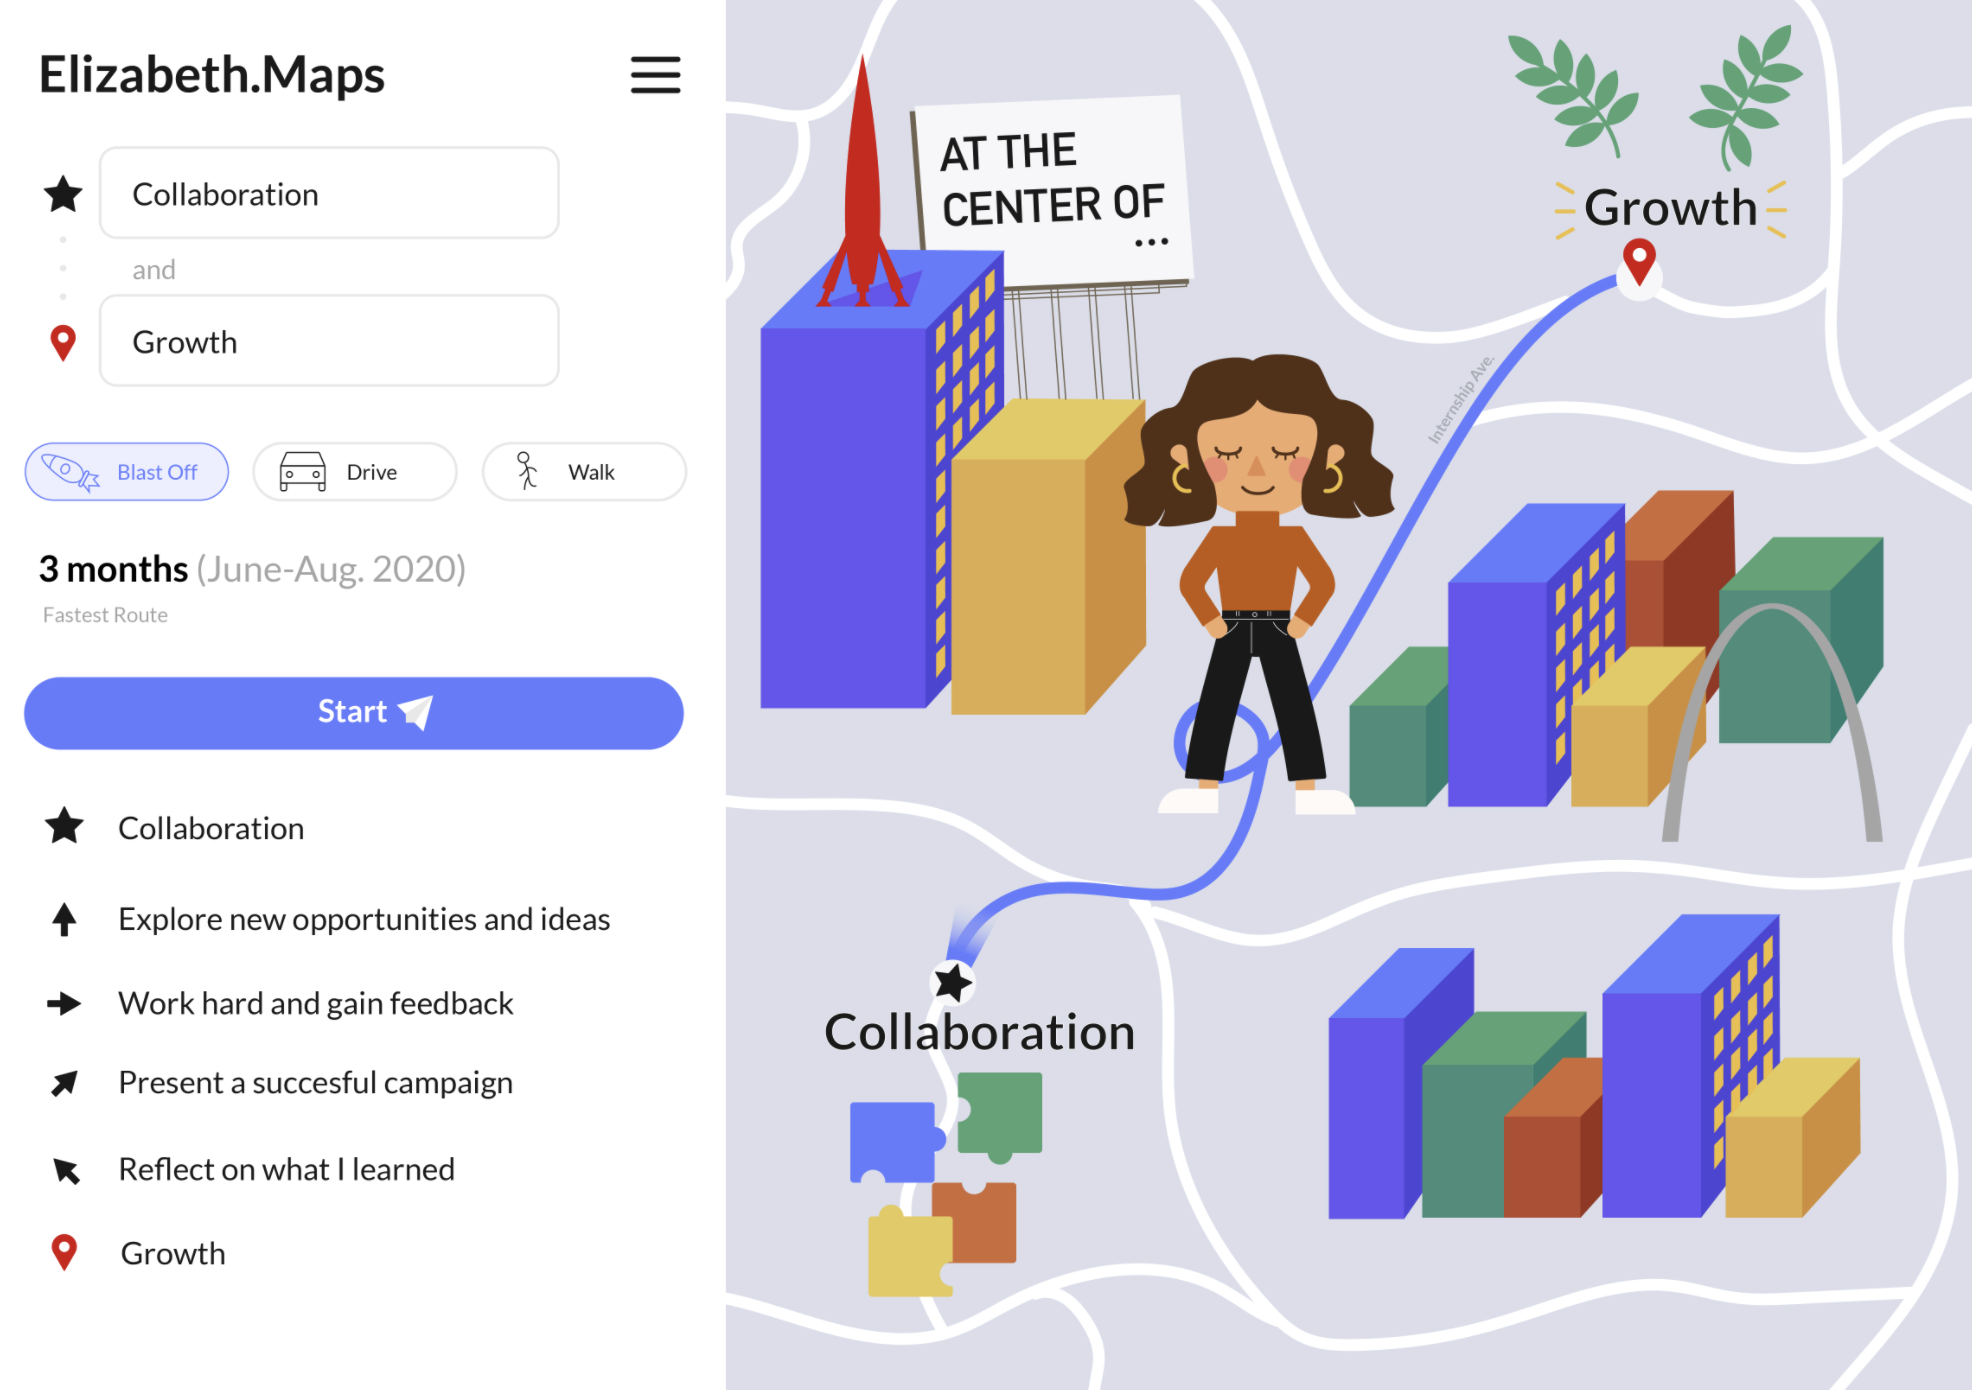 Elizabeth.Maps
Collaboration
and
Growth
Blast Off
Drive
Walk
3 months (June-Aug. 2020)
Fastest Route
Start
Collaboration
Explore new opportunities and ideas
Work hard and gain feedback
Present a succesful campaign
Reflect on what I learned
Growth
AT THE
CENTER OF
...
Growth
Internship Ave.
Collaboration